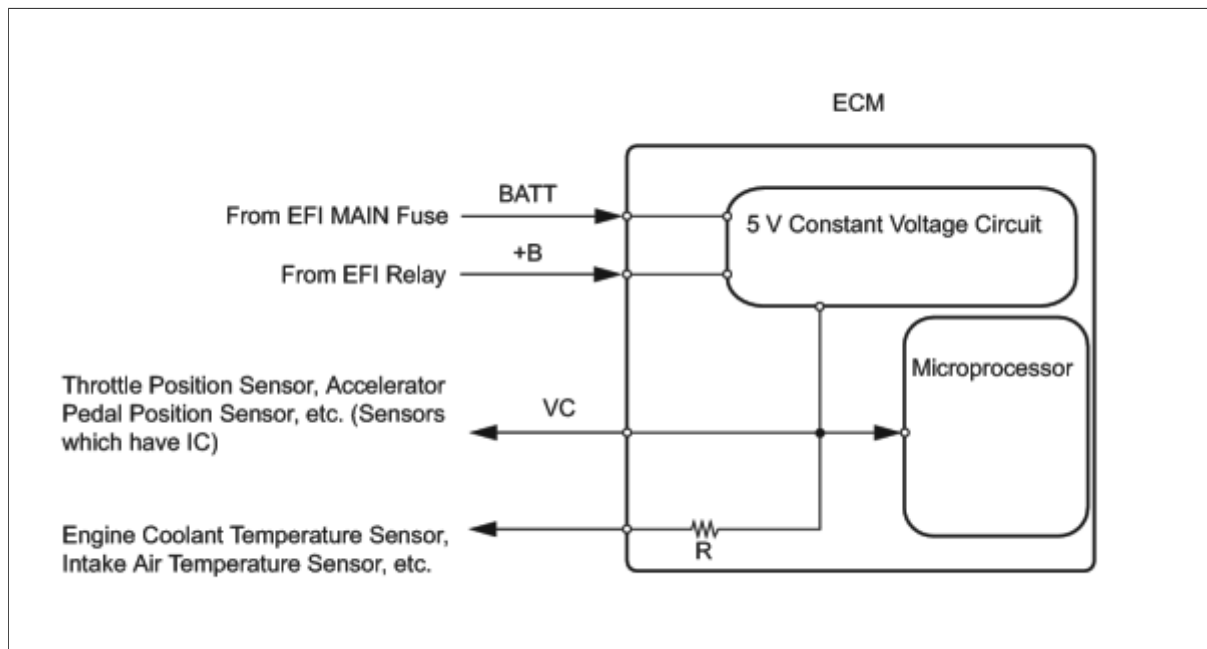 ECM
BATT
From EFI MAIN Fuse
5 V Constant Voltage Circuit
+B
From EFI Relay
Microprocessor
Throttle Position Sensor, Accelerator
Pedal Position Sensor, etc. (Sensors
which have IC)
VC
Engine Coolant Temperature Sensor,
Intake Air Temperature Sensor, etc.
R